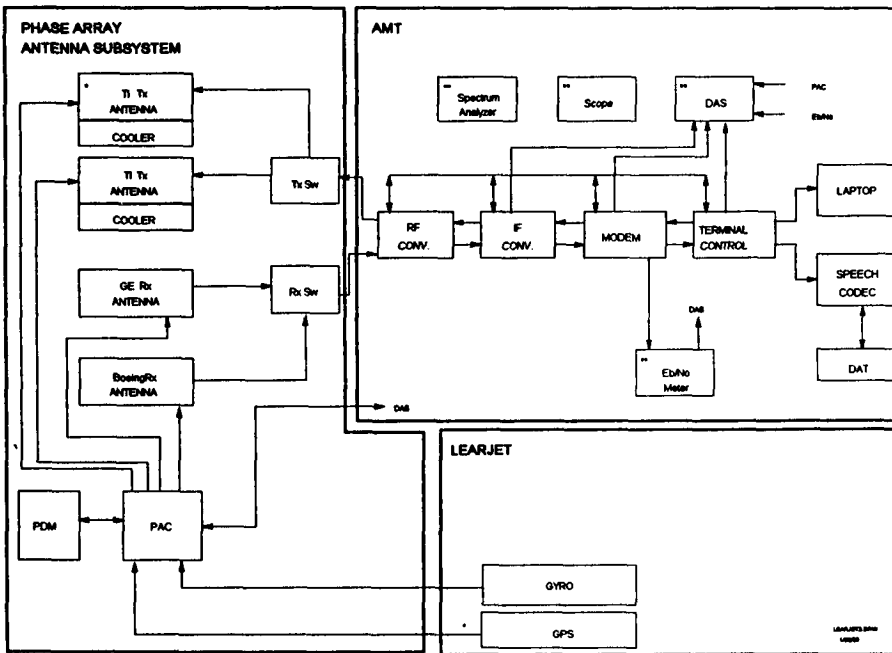 PHASE ARRAY
ANTENNA SUBSYSTEM
TI Tx
ANTENNA
COOLER
TI Tx
ANTENNA
COOLER
Tx Sw
GE Rx
ANTENNA
Rx Sw
BoeingRx
ANTENNA
PDM
PAC
AMT
** Spectrum
Analyzer
** Scope
** DAS
PAC
Eb/No
RF
CONV.
IF
CONV.
MODEM
TERMINAL
CONTROL
LAPTOP
SPEECH
CODEC
DAT
DAS
** Eb/No
Meter
DAS
LEARJET
GYRO
GPS